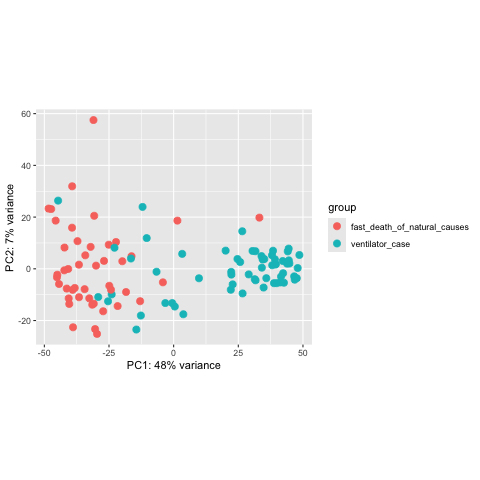 60
40
20
0
-20
-50
-25
0
25
50
PC1: 48% variance
PC2: 7% variance
group
fast_death_of_natural_causes
ventilator_case